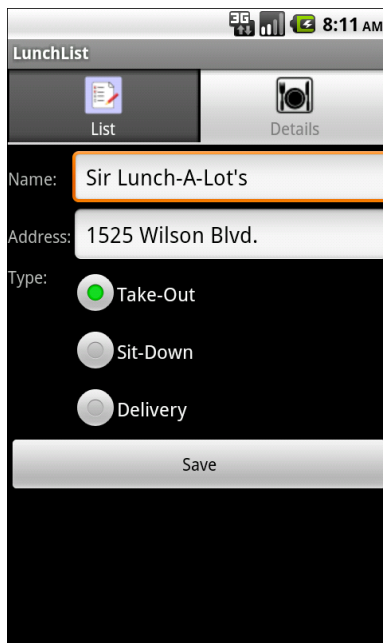 3G 8:11 AM
LunchList
List Details
Name: Sir Lunch-A-Lot's
Address: 1525 Wilson Blvd.
Type:
Take-Out
Sit-Down
Delivery
Save